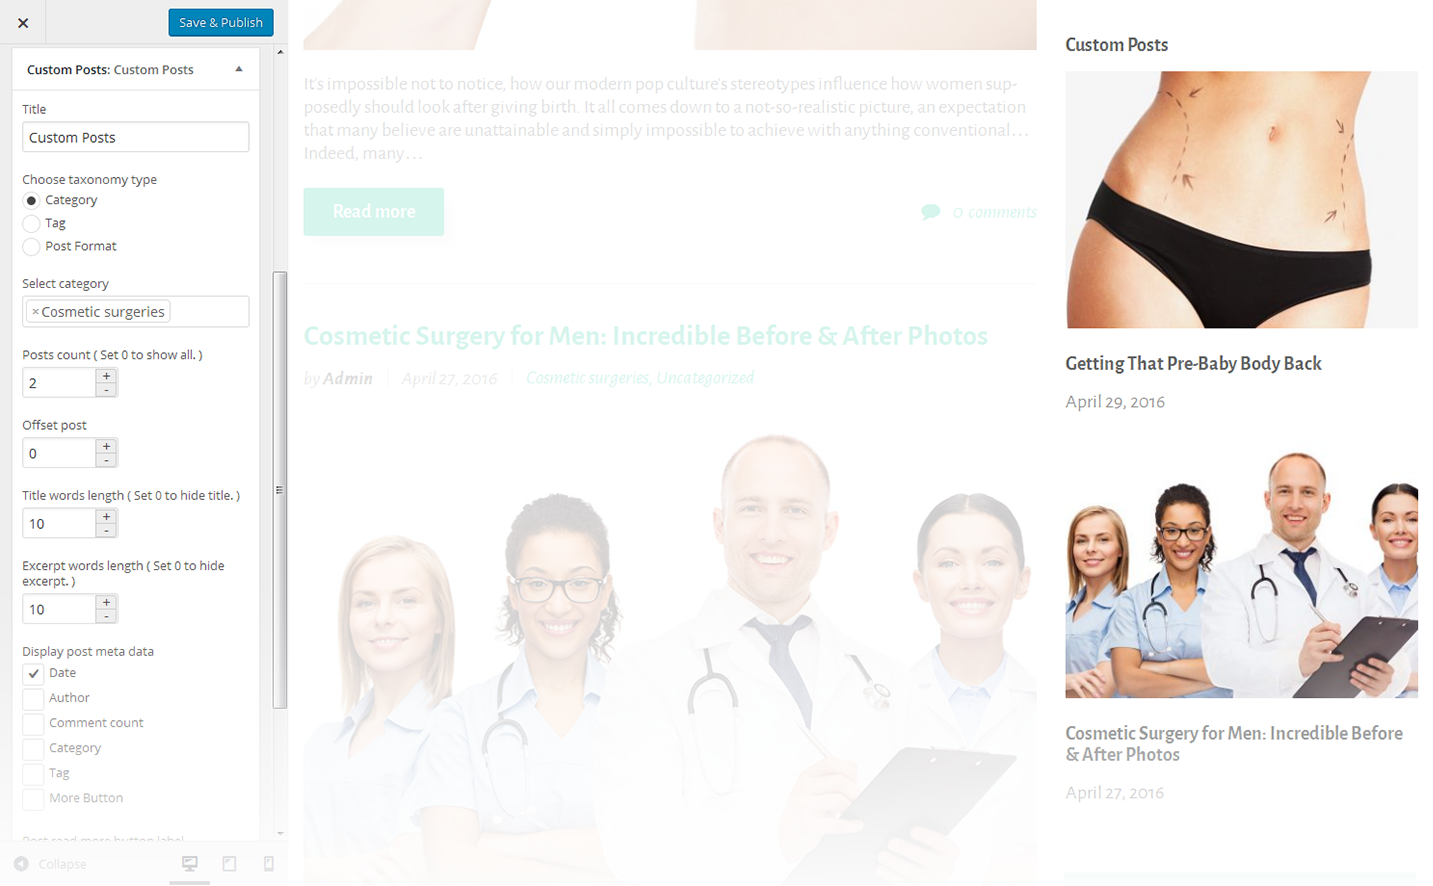 Save & Publish
Custom Posts: Custom Posts
Title
Custom Posts
Choose taxonomy type
Category
Tag
Post Format
Select category
× Cosmetic surgeries
Posts count ( Set 0 to show all. )
2
+
-
Offset post
0
+
-
Title words length ( Set 0 to hide title. )
10
+
-
Excerpt words length ( Set 0 to hide
excerpt. )
10
+
-
Display post meta data
Date
Author
Comment count
Category
Tag
More Button
Post read more button label
Collapse
It's impossible not to notice, how our modern pop culture's stereotypes influence how women sup-
posedly should look after giving birth. It all comes down to a not-so-realistic picture, an expectation
that many believe are unattainable and simply impossible to achieve with anything conventional…
Indeed, many…
Read more
0 comments
Cosmetic Surgery for Men: Incredible Before & After Photos
by Admin
April 27, 2016
Cosmetic surgeries, Uncategorized
Custom Posts
Getting That Pre-Baby Body Back
April 29, 2016
Cosmetic Surgery for Men: Incredible Before
& After Photos
April 27, 2016